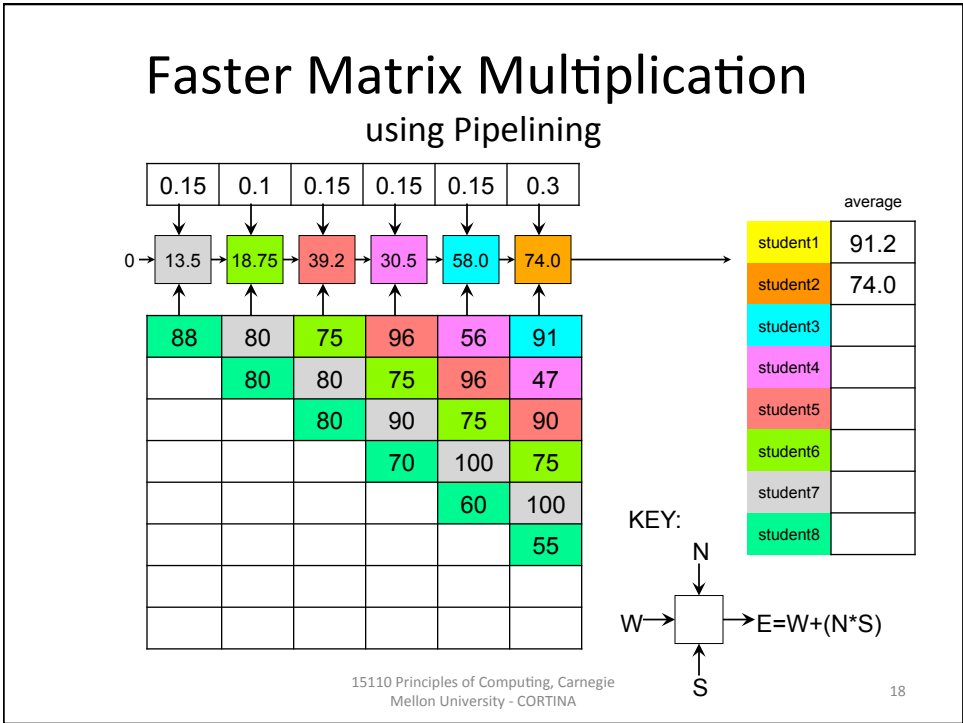 Faster Matrix Multiplication
using Pipelining
0.15 0.1 0.15 0.15 0.15 0.3
0 13.5 18.75 39.2 30.5 58.0 74.0
88 80 75 96 56 91
80 80 75 96 47
80 90 75 90
70 100 75
60 100
55
average
student1 91.2
student2 74.0
student3
student4
student5
student6
student7
student8
KEY:
N
W E=W+(N*S)
S
15110 Principles of Computing, Carnegie
Mellon University - CORTINA
18